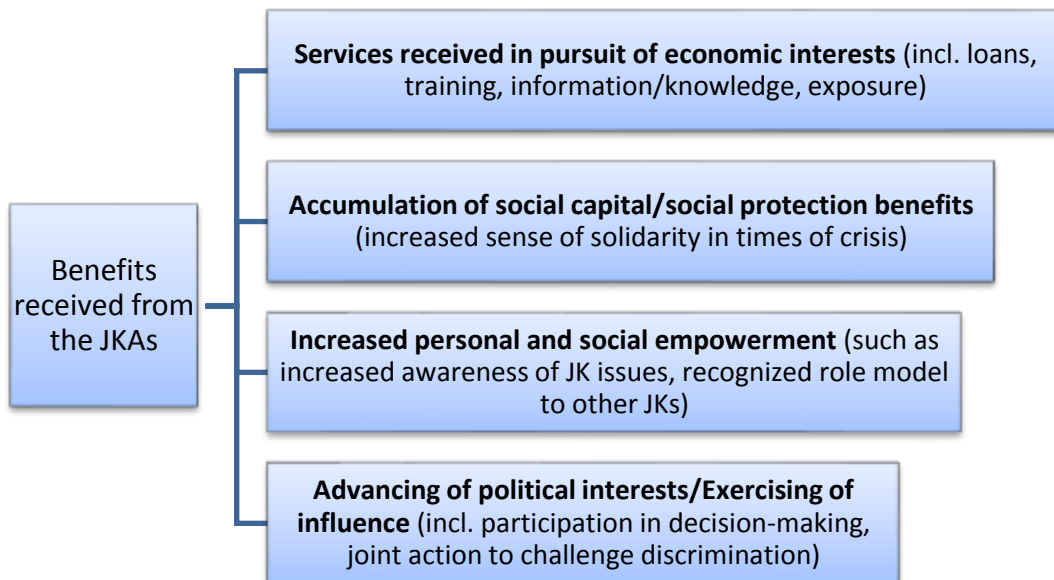 Services received in pursuit of economic interests (incl. loans,
training, information/knowledge, exposure)
Accumulation of social capital/social protection benefits
(increased sense of solidarity in times of crisis)
Benefits
received from
the JKAs
Increased personal and social empowerment (such as
increased awareness of JK issues, recognized role model
to other JKs)
Advancing of political interests/Exercising of
influence (incl. participation in decision-making,
joint action to challenge discrimination)